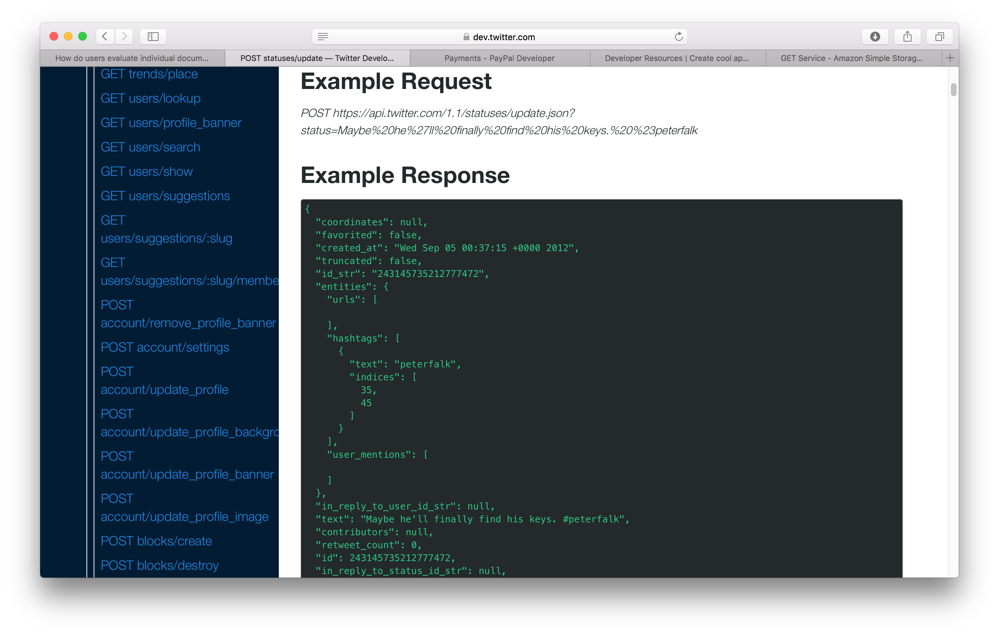 dev.twitter.com
How do users evaluate individual docum...
POST statuses/update — Twitter Develo...
Payments - PayPal Developer
Developer Resources | Create cool ap...
GET Service - Amazon Simple Storag...
GET trends/place
GET users/lookup
GET users/profile_banner
GET users/search
GET users/show
GET users/suggestions
GET
users/suggestions/:slug
GET
users/suggestions/:slug/membe
POST
account/remove_profile_banner
POST account/settings
POST
account/update_profile
POST
account/update_profile_backgro
POST
account/update_profile_banner
POST
account/update_profile_image
POST blocks/create
POST blocks/destroy
Example Request
POST https://api.twitter.com/1.1/statuses/update.json?
status=Maybe%20he%27ll%20finally%20find%20his%20keys.%20%23peterfalk
Example Response
{
"coordinates": null,
"favorited": false,
"created_at": "Wed Sep 05 00:37:15 +0000 2012",
"truncated": false,
"id_str": "243145735212777472",
"entities": {
"urls": [
],
"hashtags": [
{
"text": "peterfalk",
"indices": [
35,
45
]
}
],
"user_mentions": [
]
},
"in_reply_to_user_id_str": null,
"text": "Maybe he'll finally find his keys. #peterfalk",
"contributors": null,
"retweet_count": 0,
"id": 243145735212777472,
"in_reply_to_status_id_str": null,